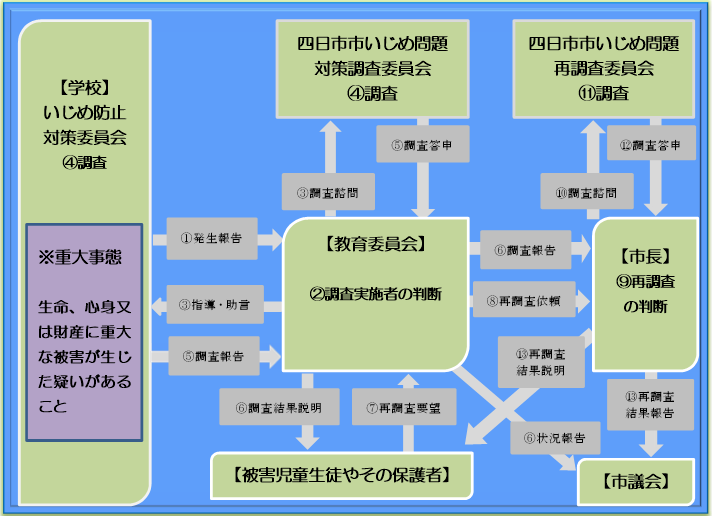 【学校】
いじめ防止
対策委員会
④調査
※重大事態
生命、心身又
は財産に重大
な被害が生じ
た疑いがある
こと
四日市市いじめ問題
対策調査委員会
④調査
四日市市いじめ問題
再調査委員会
⑪調査
③調査諮問
⑤調査答申
⑩調査諮問
⑫調査答申
①発生報告
③指導・助言
⑤調査報告
【教育委員会】
②調査実施者の判断
⑥調査報告
⑧再調査依頼
【市長】
⑨再調査
の判断
⑥調査結果説明
⑦再調査要望
⑬再調査
結果説明
⑥状況報告
⑬再調査
結果報告
【被害児童生徒やその保護者】
【市議会】